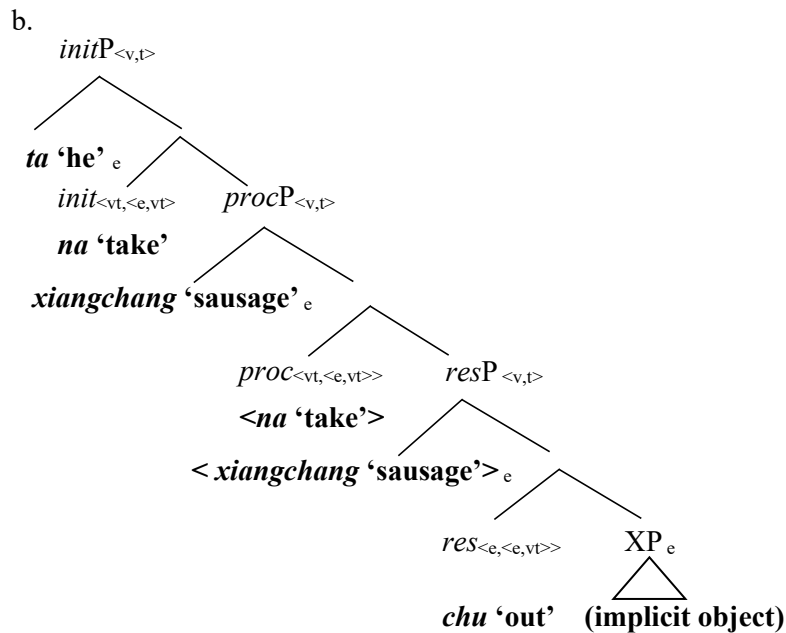 b.
initP<v,t>
ta ‘he’ e
init<vt,<e,vt> procP<v,t>
na ‘take’
xiangchang ‘sausage’ e
proc<vt,<e,vt>> resP <v,t>
<na ‘take’>
< xiangchang ‘sausage’> e
res<e,<e,vt>> XP e
chu ‘out’ (implicit object)